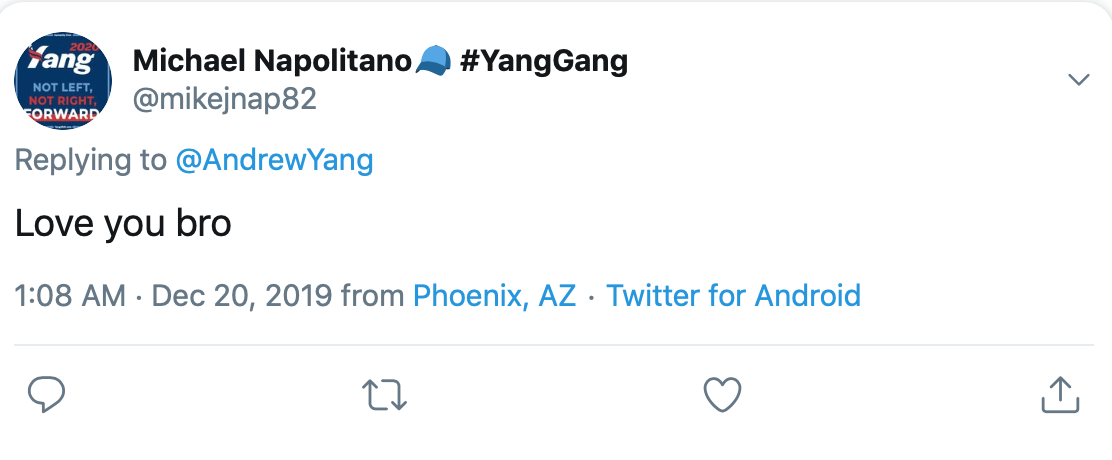 2020
Yang
NOT LEFT,
NOT RIGHT,
FORWARD
Michael Napolitano🧢 #YangGang
@mikejnap82
Replying to @AndrewYang
Love you bro
1:08 AM · Dec 20, 2019 from Phoenix, AZ · Twitter for Android